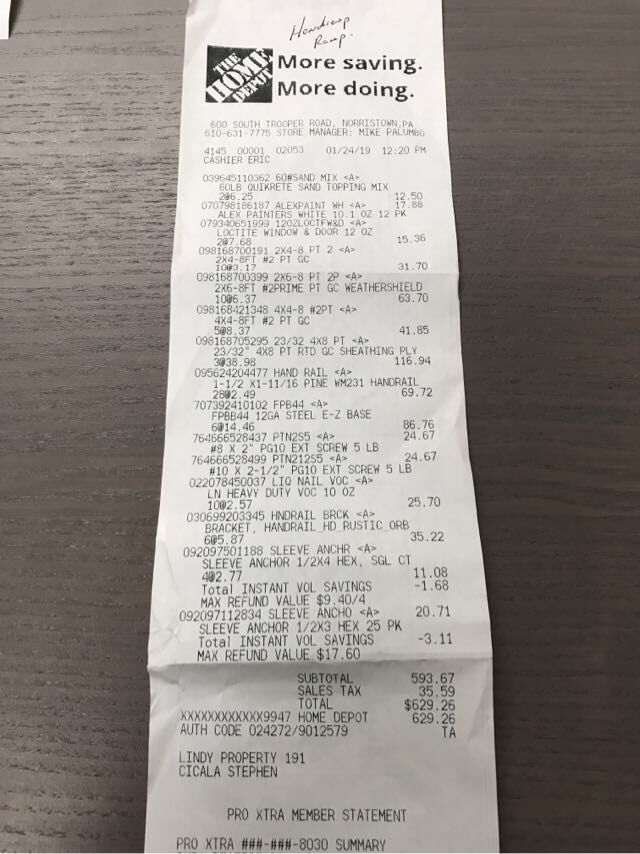 Handicap
Ramp.
THE
HOME
DEPOT
More saving.
More doing.
600 SOUTH TROOPER ROAD, NORRISTOWN,PA
610-631-7775 STORE MANAGER: MIKE PALUMBO
4145 00001 02053 01/24/19 12:20 PM
CASHIER ERIC
039645110362 60#SAND MIX <A>
60LB QUIKRETE SAND TOPPING MIX
2@6.25 12.50
070798186187 ALEXPAINT WH <A> 17.88
ALEX PAINTERS WHITE 10.1 OZ 12 PK
079340651999 12OZLOCTFW&D <A>
LOCTITE WINDOW & DOOR 12 OZ
2@7.68 15.36
098168700191 2X4-8 PT 2 <A>
2X4-8FT #2 PT GC
10@3.17 31.70
098168700399 2X6-8 PT 2P <A>
2X6-8FT #2PRIME PT GC WEATHERSHIELD
10@6.37 63.70
098168421348 4X4-8 #2PT <A>
4X4-8FT #2 PT GC
5@8.37 41.85
098168705295 23/32 4X8 PT <A>
23/32" 4X8 PT RTD GC SHEATHING PLY
3@38.98 116.94
095624204477 HAND RAIL <A>
1-1/2 X1-11/16 PINE WM231 HANDRAIL
28@2.49 69.72
707392410102 FPB44 <A>
FPBB44 12GA STEEL E-Z BASE
6@14.46 86.76
764666528437 PTN2S5 <A> 24.67
#8 X 2" PG10 EXT SCREW 5 LB
764666528499 PTN212S5 <A> 24.67
#10 X 2-1/2" PG10 EXT SCREW 5 LB
022078450037 LIQ NAIL VOC <A>
LN HEAVY DUTY VOC 10 OZ
10@2.57 25.70
030699203345 HNDRAIL BRCK <A>
BRACKET, HANDRAIL_HD_RUSTIC_ORB
6@5.87 35.22
092097501188 SLEEVE ANCHR <A>
SLEEVE ANCHOR 1/2X4 HEX, SGL CT
4@2.77 11.08
Total INSTANT VOL SAVINGS -1.68
MAX REFUND VALUE $9.40/4
092097112834 SLEEVE ANCHO <A> 20.71
SLEEVE ANCHOR 1/2X3 HEX 25 PK
Total INSTANT VOL SAVINGS -3.11
MAX REFUND VALUE $17.60
SUBTOTAL 593.67
SALES TAX 35.59
TOTAL $629.26
XXXXXXXXXXXX9947 HOME DEPOT 629.26
AUTH CODE 024272/9012579 TA
LINDY PROPERTY 191
CICALA STEPHEN
PRO XTRA MEMBER STATEMENT
PRO XTRA ###-###-8030 SUMMARY